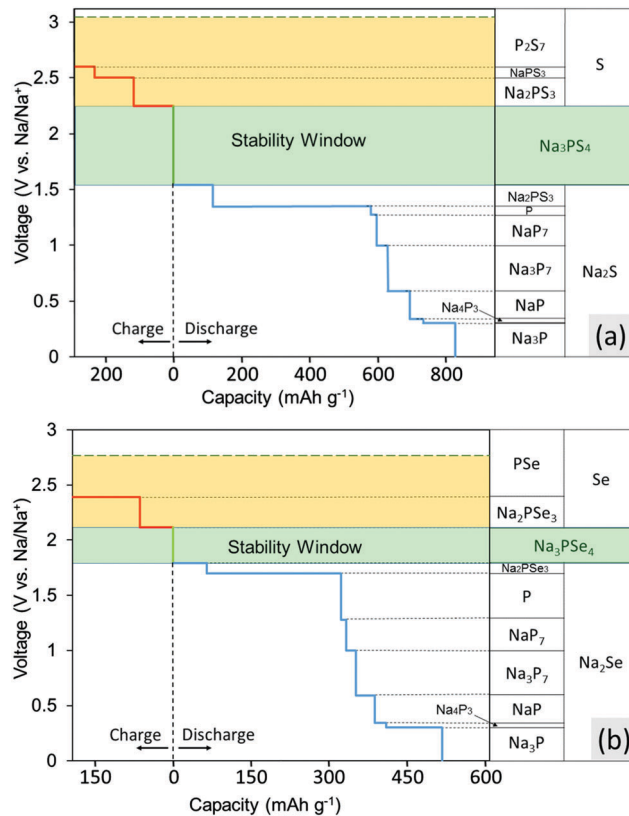 3
2.5
2
1.5
1
0.5
0
Voltage (V vs. Na/Na⁺)
Stability Window
Charge
Discharge
200
0
200
400
600
800
Capacity (mAh g⁻¹)
P₂S₇
NaPS₃
Na₂PS₃
S
Na₃PS₄
Na₂PS₃
P
NaP₇
Na₃P₇
NaP
Na₄P₃
Na₃P
Na₂S
(a)
3
2.5
2
1.5
1
0.5
0
Voltage (V vs. Na/Na⁺)
Stability Window
Charge
Discharge
150
0
150
300
450
600
Capacity (mAh g⁻¹)
PSe
Na₂PSe₃
Se
Na₃PSe₄
Na₂PSe₃
P
NaP₇
Na₃P₇
NaP
Na₄P₃
Na₃P
Na₂Se
(b)